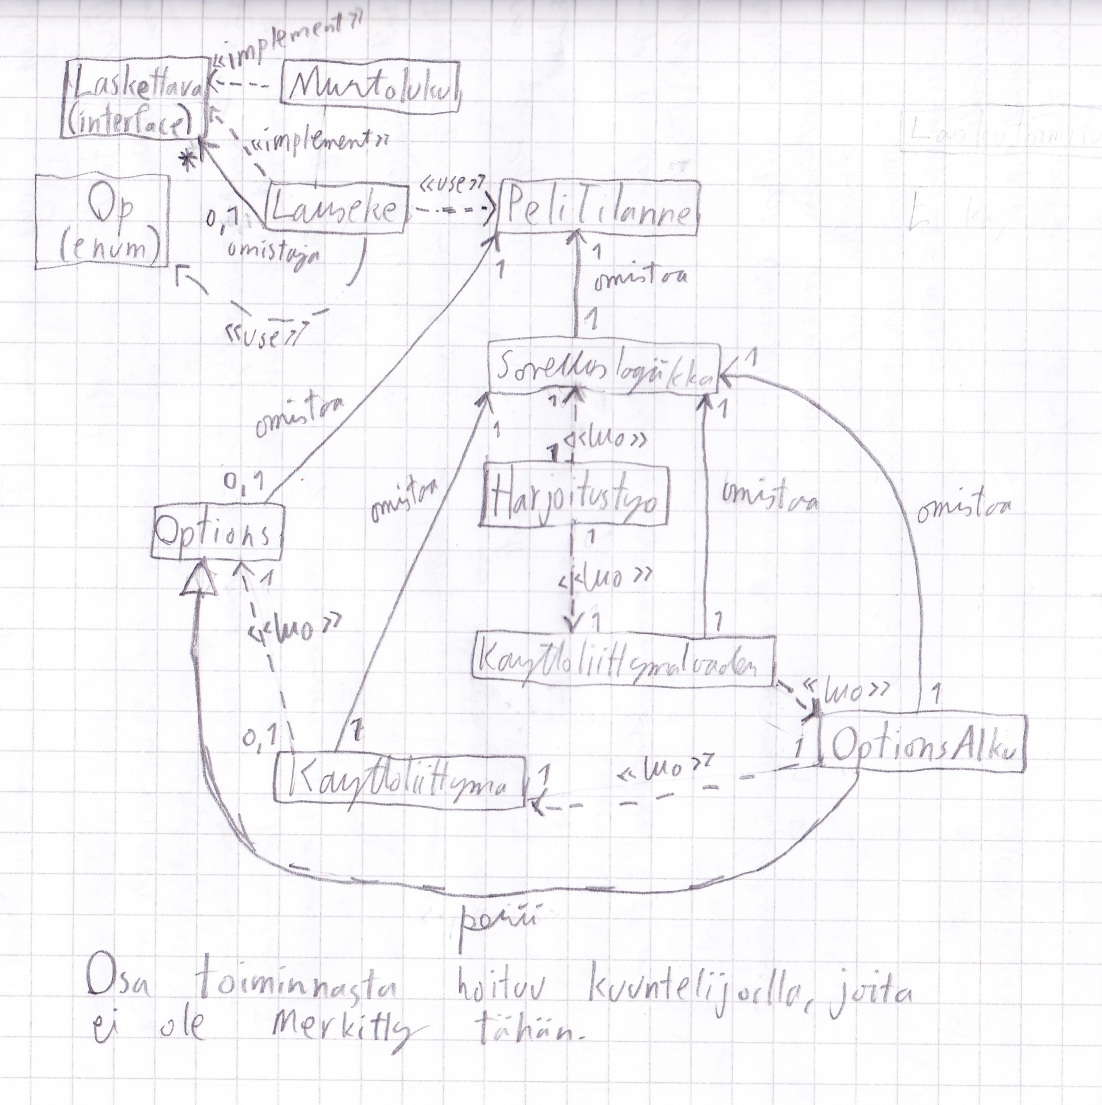 «implement»
Laskettava
(interface)
Murtoluku
«implement»
*
Op
(enum)
0,1
omistaja
Lauseke
«use»
PeliTilanne
1
1
omistaa
«use»
1
Sovelluslogiikka
1
omistaa
1
1
1
«luo»
1
0,1
omistaa
Harjoitustyo
omistaa
omistaa
Options
1
1
«luo»
«luo»
1
1
Kayttoliittymaluoden
«luo»
1
0,1
1
1
OptionsAlku
Kayttoliittyma
1
«luo»
perii
Osa toiminnasta hoituu kuuntelijoilla, joita
ei ole merkitty tähän.